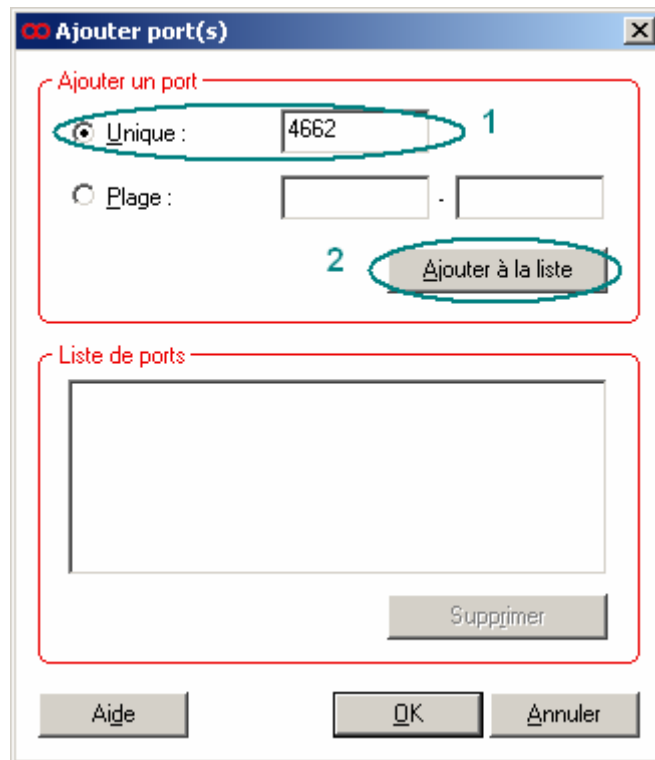 Ajouter port(s)
Ajouter un port
Unique : 4662 1
Plage : -
2 Ajouter à la liste
Liste de ports
Supprimer
Aide OK Annuler